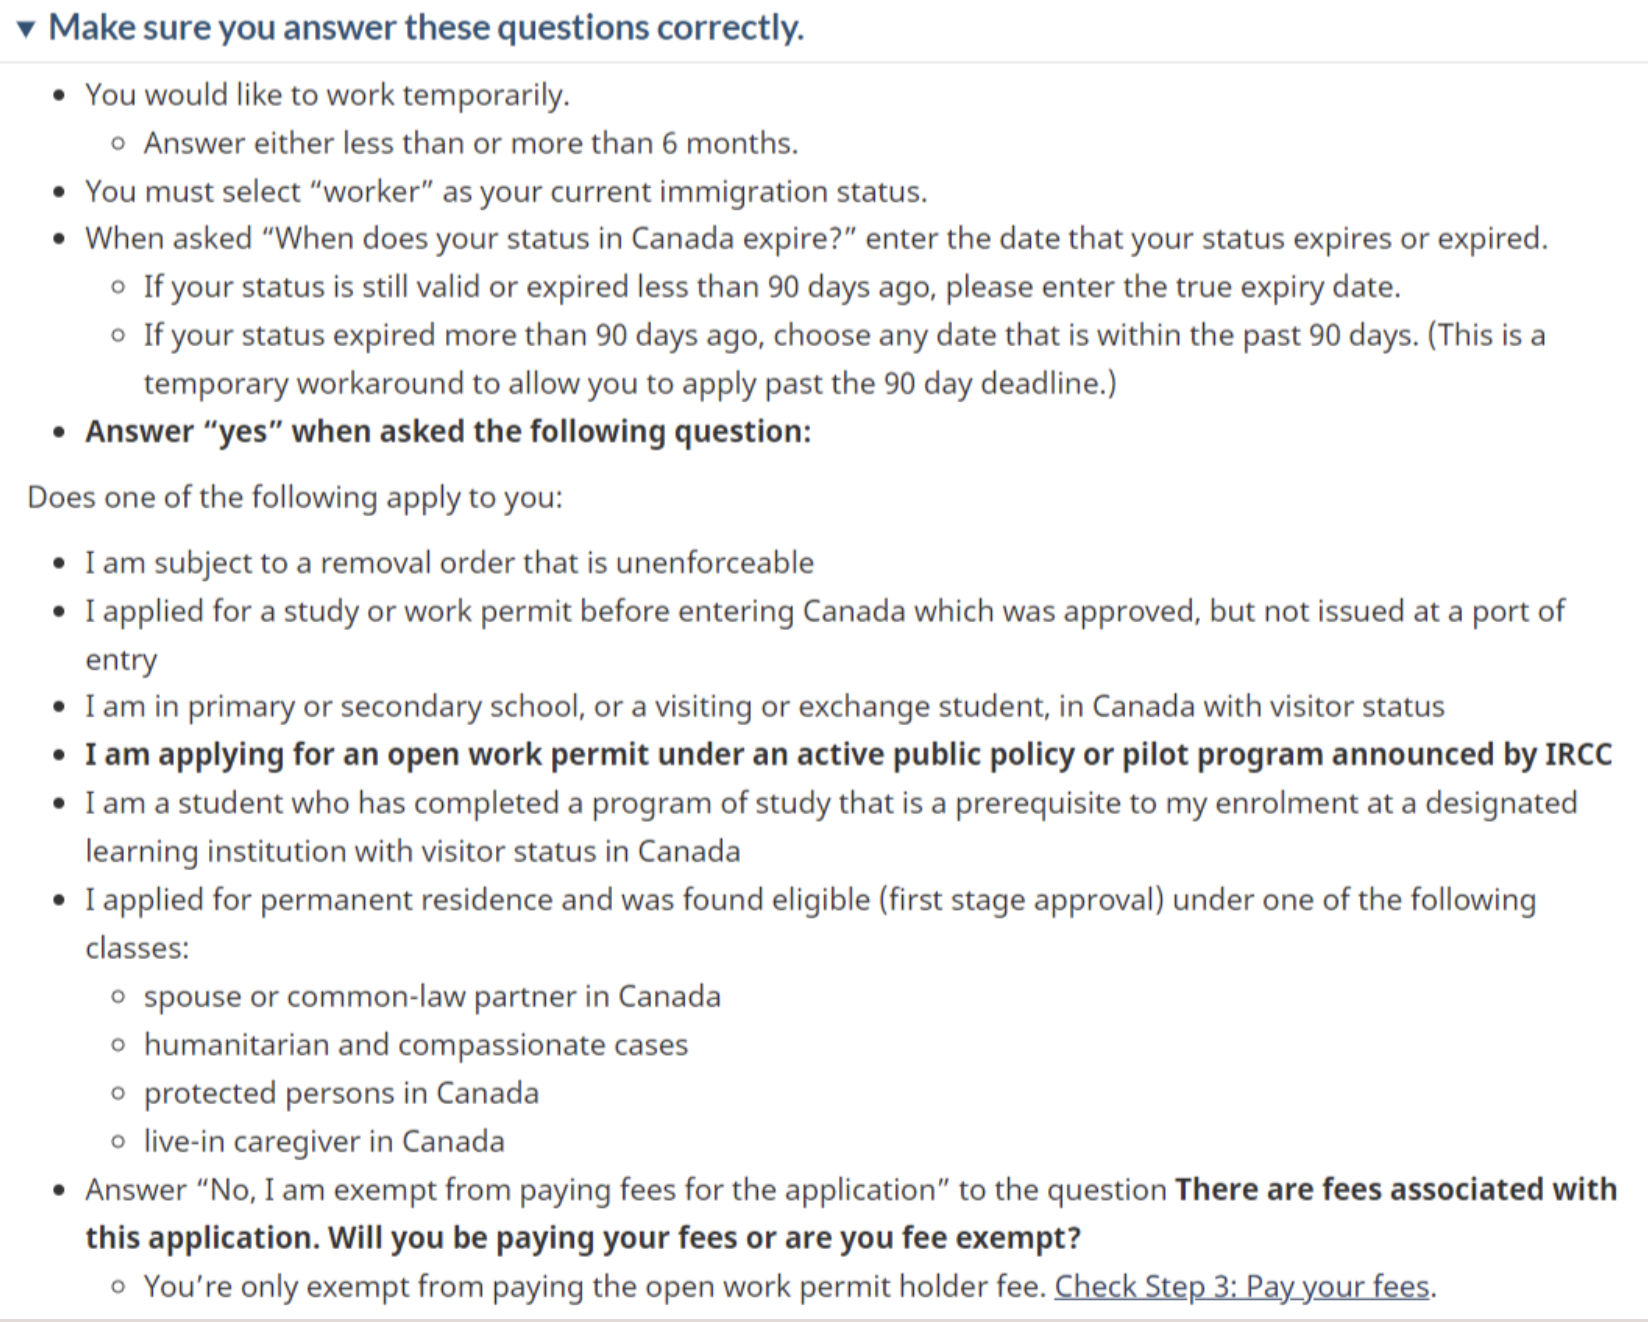 ▼ Make sure you answer these questions correctly.
• You would like to work temporarily.
◦ Answer either less than or more than 6 months.
• You must select “worker” as your current immigration status.
• When asked “When does your status in Canada expire?” enter the date that your status expires or expired.
◦ If your status is still valid or expired less than 90 days ago, please enter the true expiry date.
◦ If your status expired more than 90 days ago, choose any date that is within the past 90 days. (This is a
temporary workaround to allow you to apply past the 90 day deadline.)
• Answer “yes” when asked the following question:
Does one of the following apply to you:
• I am subject to a removal order that is unenforceable
• I applied for a study or work permit before entering Canada which was approved, but not issued at a port of
entry
• I am in primary or secondary school, or a visiting or exchange student, in Canada with visitor status
• I am applying for an open work permit under an active public policy or pilot program announced by IRCC
• I am a student who has completed a program of study that is a prerequisite to my enrolment at a designated
learning institution with visitor status in Canada
• I applied for permanent residence and was found eligible (first stage approval) under one of the following
classes:
◦ spouse or common-law partner in Canada
◦ humanitarian and compassionate cases
◦ protected persons in Canada
◦ live-in caregiver in Canada
• Answer “No, I am exempt from paying fees for the application” to the question There are fees associated with
this application. Will you be paying your fees or are you fee exempt?
◦ You’re only exempt from paying the open work permit holder fee. Check Step 3: Pay your fees.